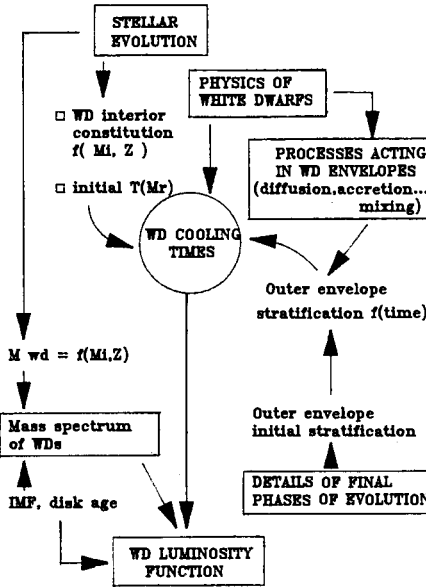 STELLAR
EVOLUTION
PHYSICS OF
WHITE DWARFS
□ WD interior
constitution
f( Mi, Z )
□ initial T(Mr)
PROCESSES ACTING
IN WD ENVELOPES
(diffusion,accretion...
mixing)
WD COOLING
TIMES
Outer envelope
stratification f(time)
M wd = f(Mi,Z)
Mass spectrum
of WDs
Outer envelope
initial stratification
IMF, disk age
DETAILS OF FINAL
PHASES OF EVOLUTION
WD LUMINOSITY
FUNCTION